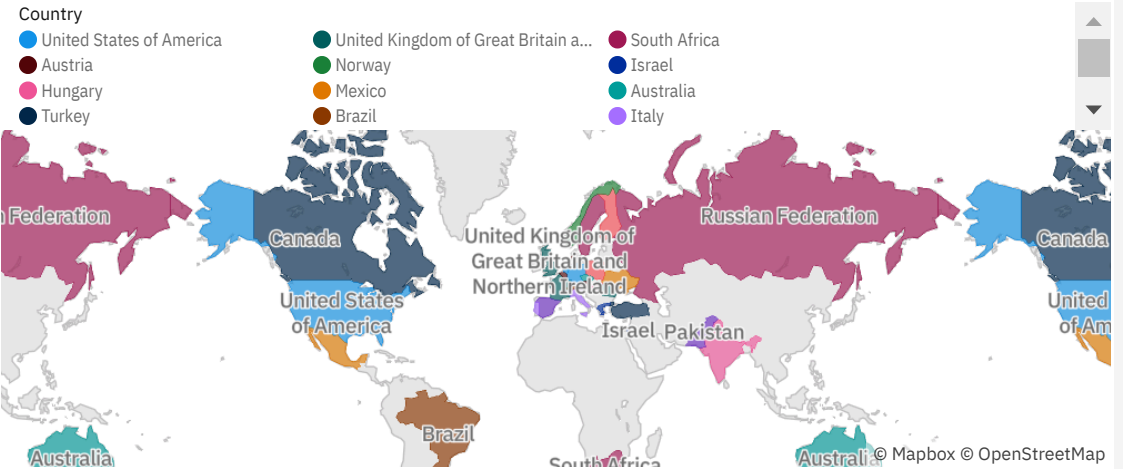 Country
United States of America
United Kingdom of Great Britain a...
South Africa
Austria
Norway
Israel
Hungary
Mexico
Australia
Turkey
Brazil
Italy
n Federation
Canada
United States
of America
United Kingdom of
Great Britain and
Northern Ireland
Russian Federation
Israel
Pakistan
Canada
United
of Am
Brazil
South Africa
Australia
Australia
© Mapbox © OpenStreetMap